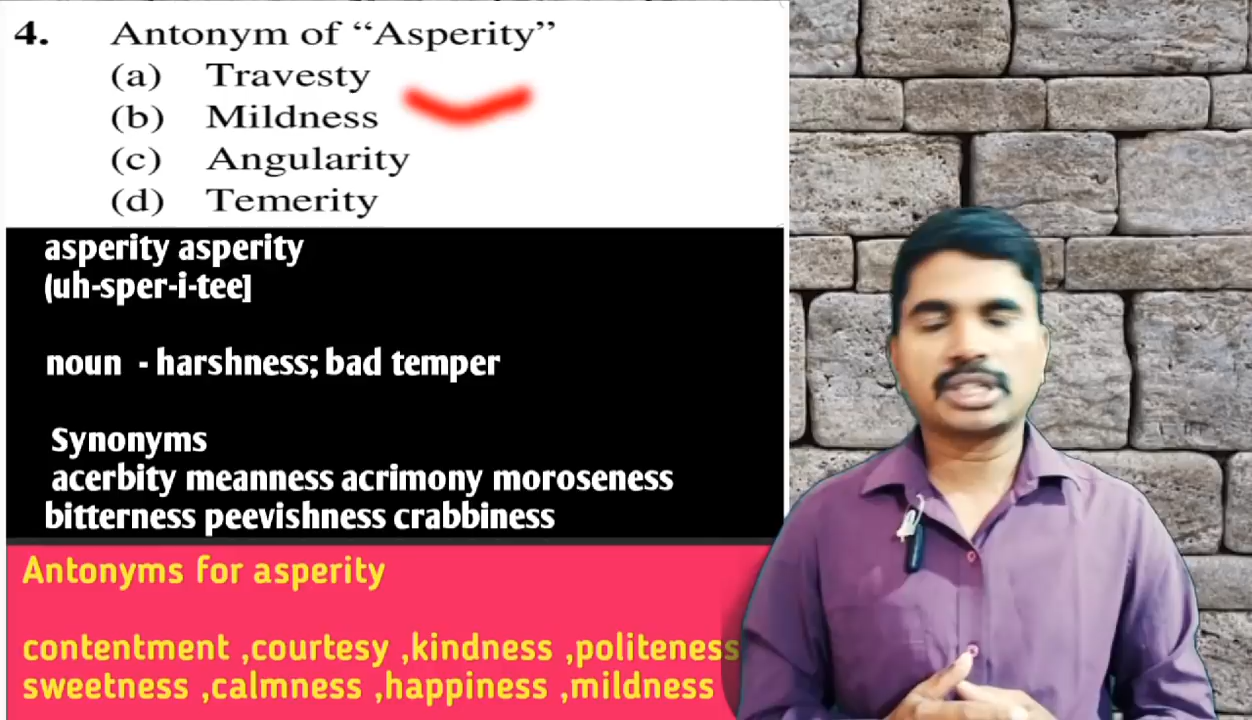 4. Antonym of “Asperity”
(a) Travesty
(b) Mildness
(c) Angularity
(d) Temerity
asperity asperity
(uh-sper-i-tee]
noun - harshness; bad temper
Synonyms
acerbity meanness acrimony moroseness
bitterness peevishness crabbiness
Antonyms for asperity
contentment ,courtesy ,kindness ,politeness
sweetness ,calmness ,happiness ,mildness